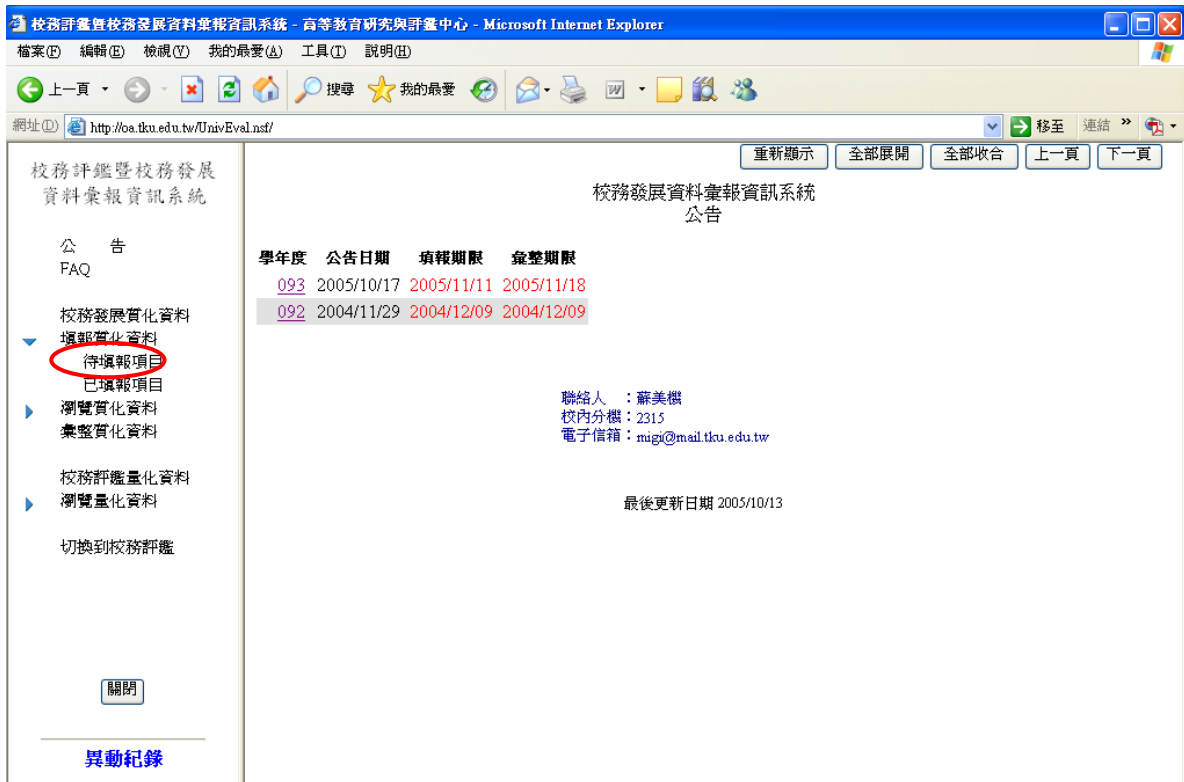 校務評鑑暨校務發展資料彙報資訊系統 - 高等教育研究與評鑑中心 - Microsoft Internet Explorer
檔案(F) 編輯(E) 檢視(V) 我的最愛(A) 工具(T) 說明(H)
上一頁 搜尋 我的最愛
網址(D) http://oa.tku.edu.tw/UnivEval.nsf/ 移至 連結 »
校務評鑑暨校務發展
資料彙報資訊系統
公 告
FAQ
校務發展質化資料
填報質化資料
待填報項目
已填報項目
瀏覽質化資料
彙整質化資料
校務評鑑量化資料
瀏覽量化資料
切換到校務評鑑
關閉
異動紀錄
重新顯示 全部展開 全部收合 上一頁 下一頁
校務發展資料彙報資訊系統
公告
學年度 公告日期 填報期限 彙整期限
093 2005/10/17 2005/11/11 2005/11/18
092 2004/11/29 2004/12/09 2004/12/09
聯絡人 ：蘇美機
校內分機：2315
電子信箱：migi@mail.tku.edu.tw
最後更新日期 2005/10/13